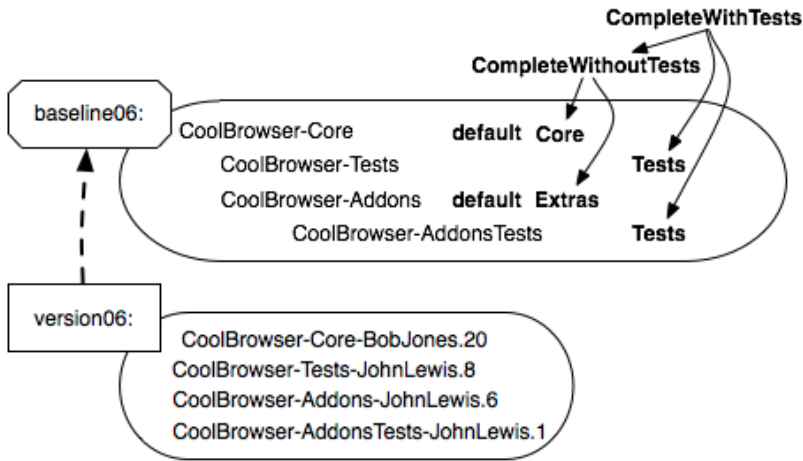 CompleteWithTests
CompleteWithoutTests
baseline06:
CoolBrowser-Core default Core
CoolBrowser-Tests Tests
CoolBrowser-Addons default Extras
CoolBrowser-AddonsTests Tests
version06:
CoolBrowser-Core-BobJones.20
CoolBrowser-Tests-JohnLewis.8
CoolBrowser-Addons-JohnLewis.6
CoolBrowser-AddonsTests-JohnLewis.1